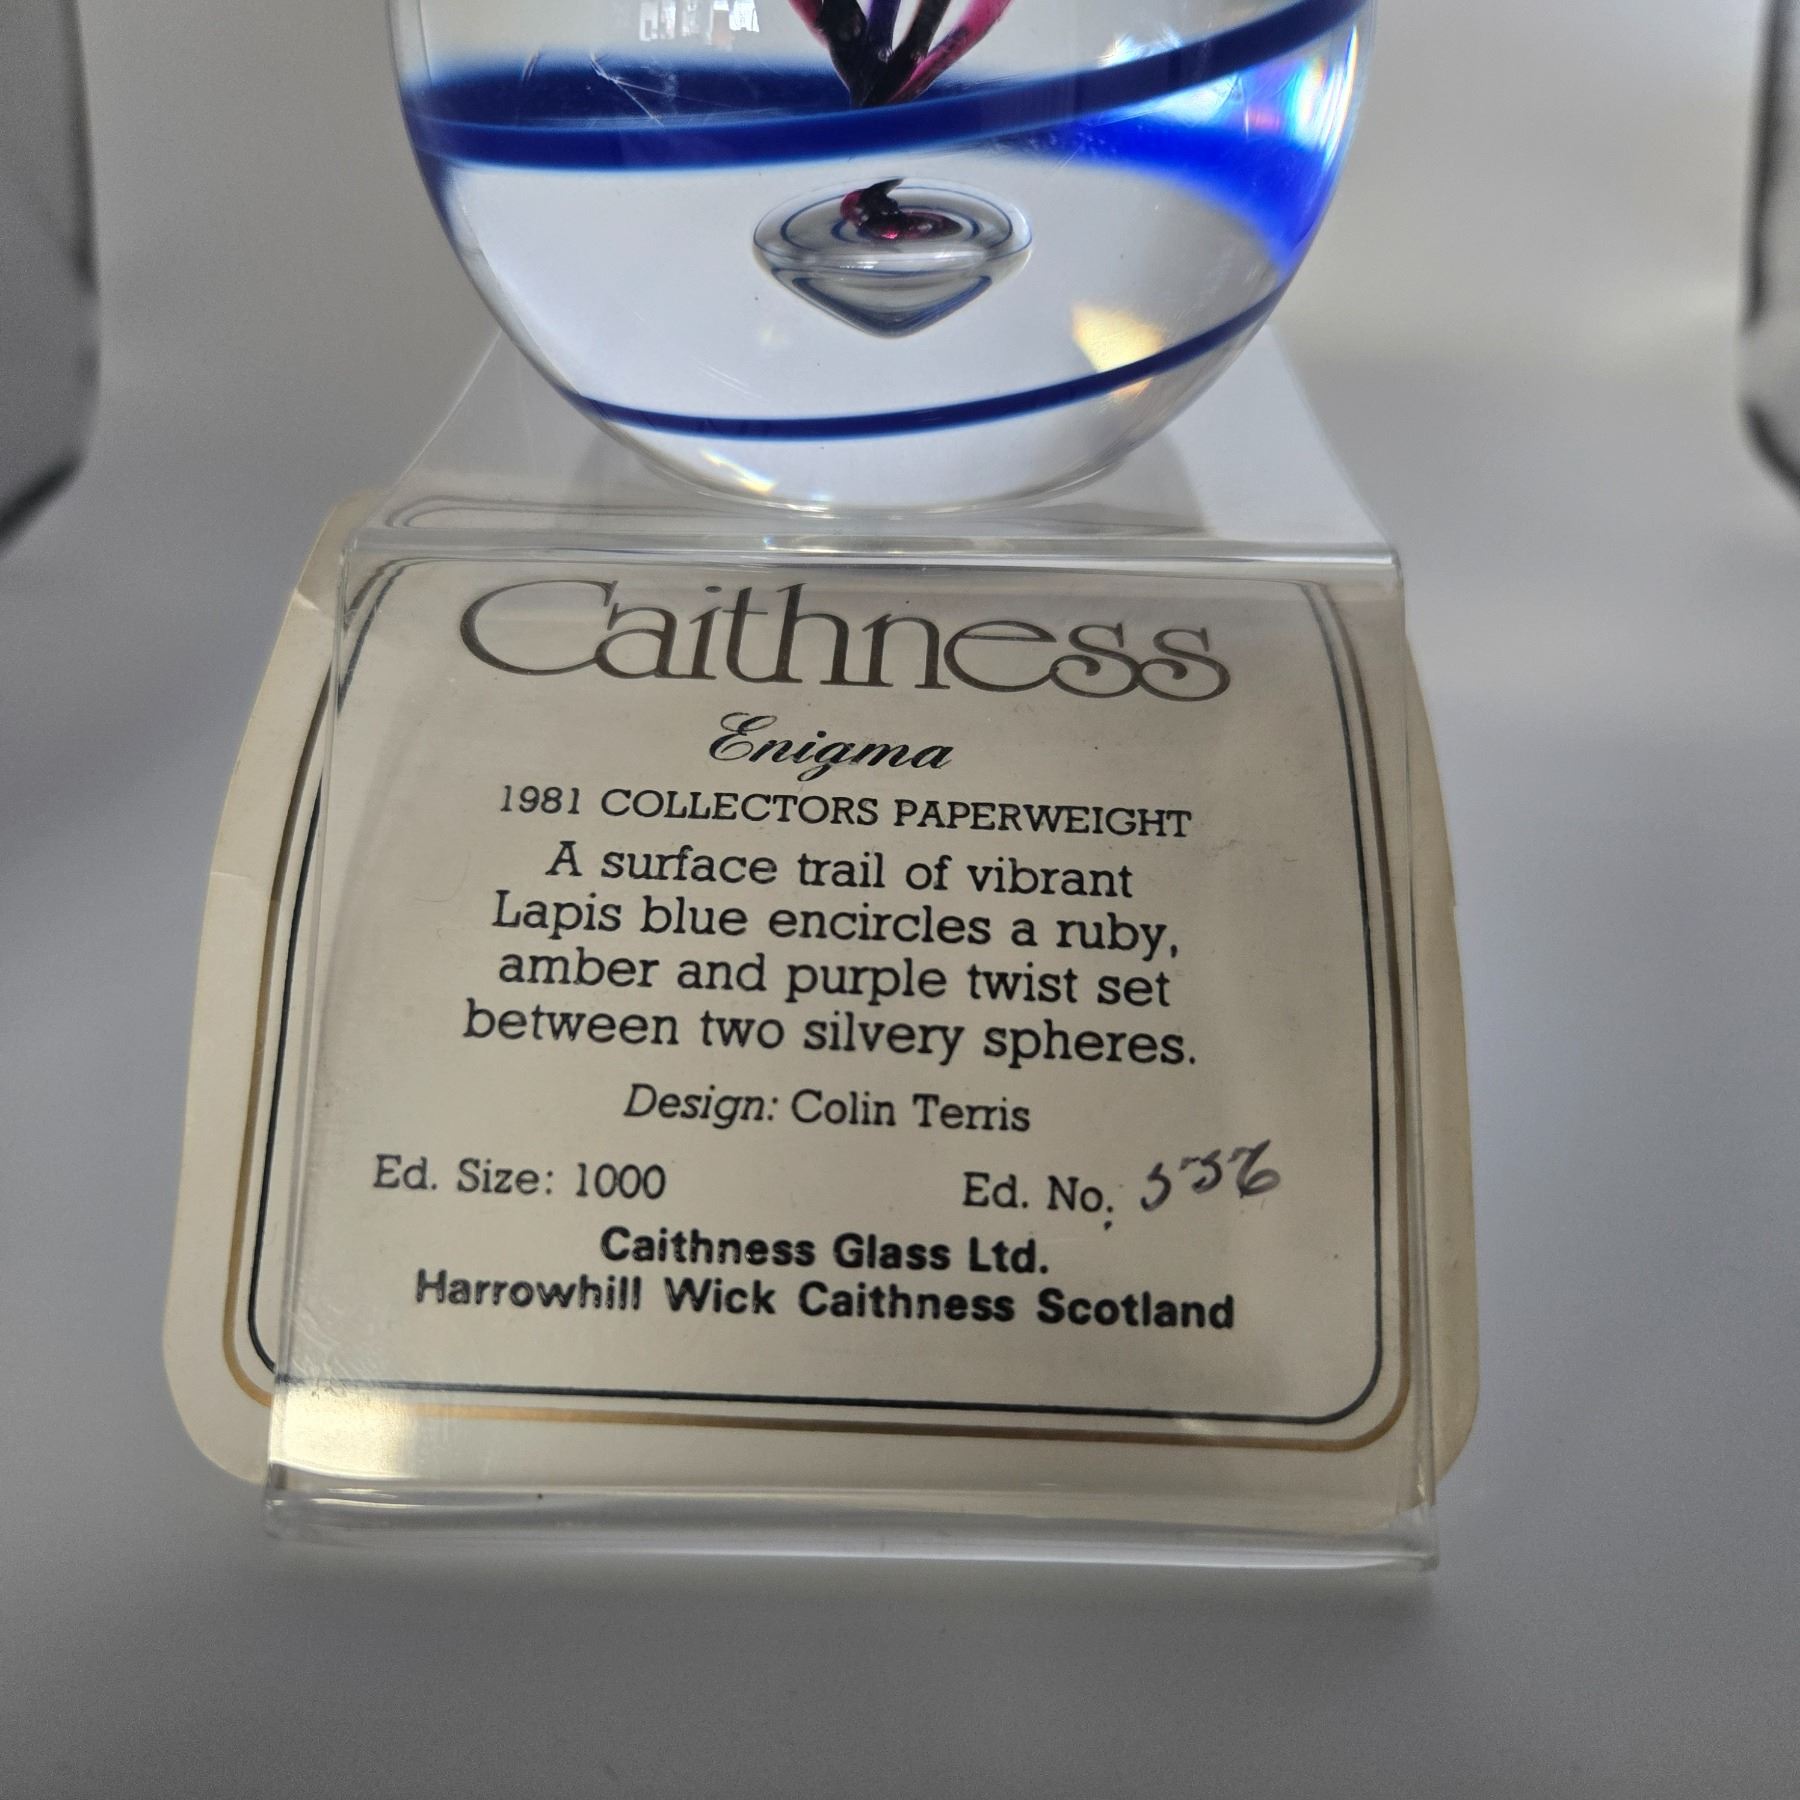 Caithness
Enigma
1981 COLLECTORS PAPERWEIGHT
A surface trail of vibrant
Lapis blue encircles a ruby,
amber and purple twist set
between two silvery spheres.
Design: Colin Terris
Ed. Size: 1000 Ed. No. 556
Caithness Glass Ltd.
Harrowhill Wick Caithness Scotland